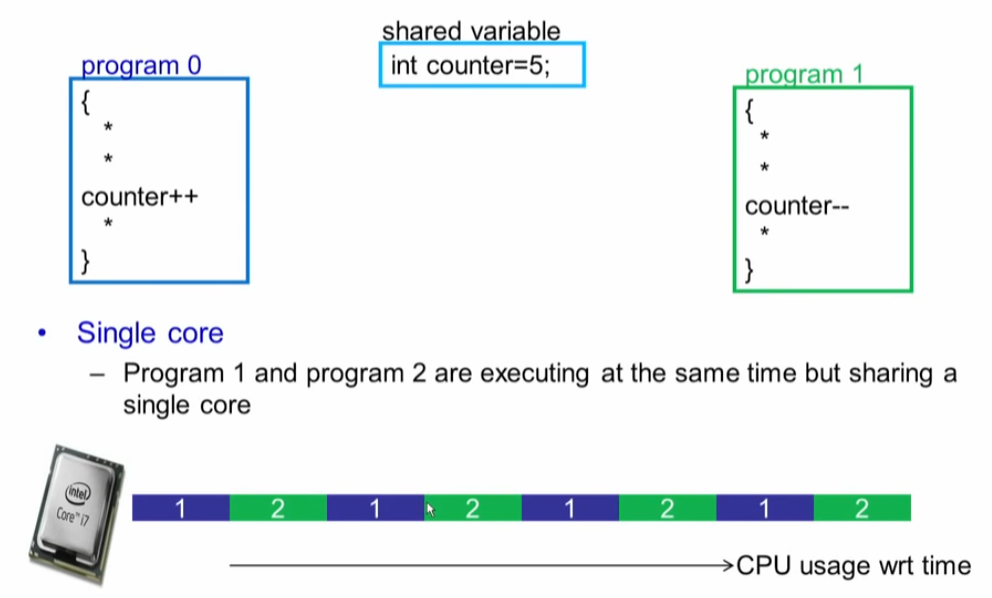 shared variable
int counter=5;
program 0
{
*
*
counter++
*
}
program 1
{
*
*
counter--
*
}
• Single core
– Program 1 and program 2 are executing at the same time but sharing a
single core
intel
Core™i7
1 2 1 2 1 2 1 2
CPU usage wrt time